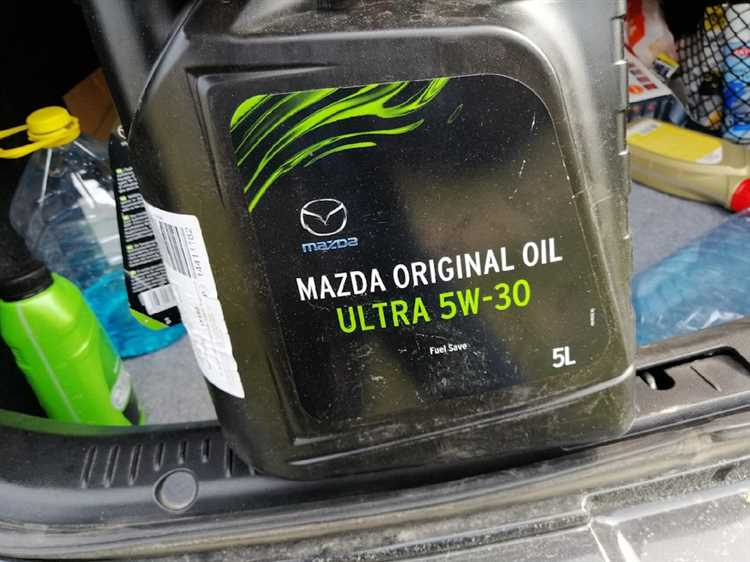 mazda
MAZDA ORIGINAL OIL
ULTRA 5W-30
Fuel Save
5L